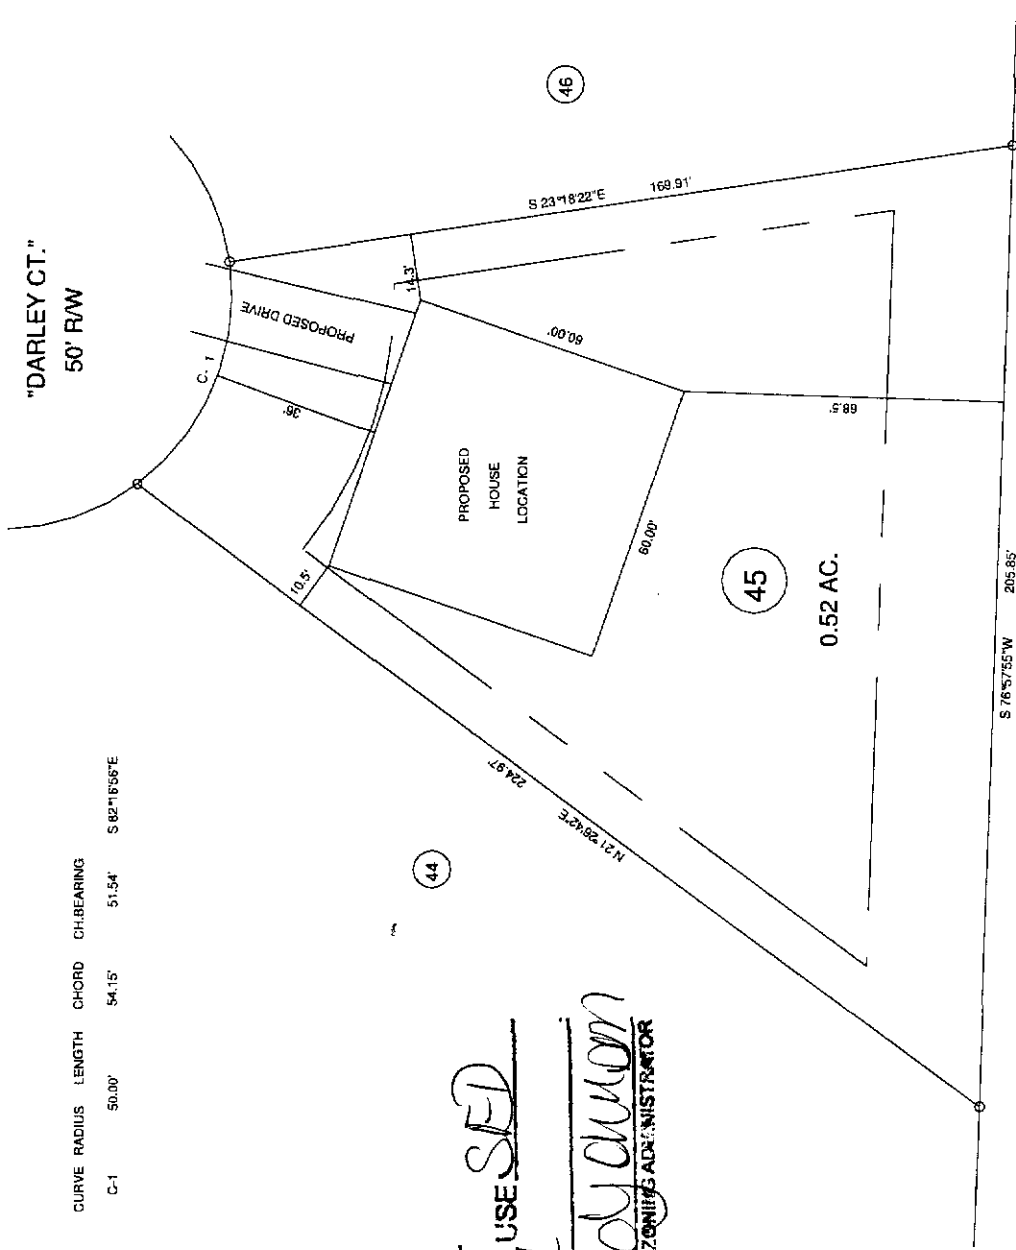 "DARLEY CT."
50' R/W
46
S 23°18'22"E 169.91'
C-1
PROPOSED DRIVE
36'
14.3'
10.5'
60.00'
PROPOSED
HOUSE
LOCATION
60.00'
68.5'
45
0.52 AC.
S 76°57'55"W 205.85'
224.97'
N 21°26'42"E
44
CURVE RADIUS LENGTH CHORD CH.BEARING
C-1 50.00' 54.15' 51.54' S 62°16'56"E
USE SFD
ZONING ADMINISTRATOR